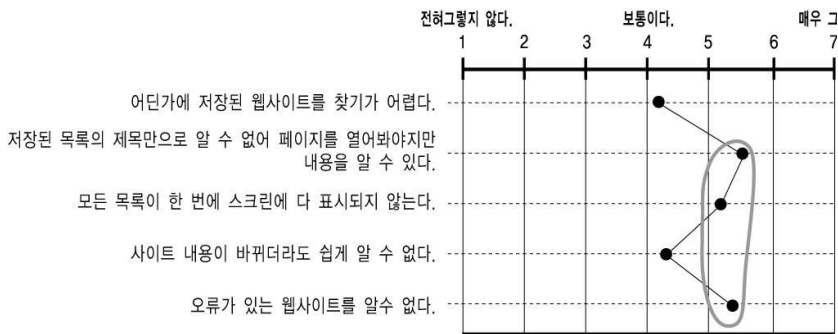 전혀그렇지 않다. 보통이다. 매우 그
1 2 3 4 5 6 7
어딘가에 저장된 웹사이트를 찾기가 어렵다.
저장된 목록의 제목만으로 알 수 없어 페이지를 열어봐야지만
내용을 알 수 있다.
모든 목록이 한 번에 스크린에 다 표시되지 않는다.
사이트 내용이 바뀌더라도 쉽게 알 수 없다.
오류가 있는 웹사이트를 알수 없다.